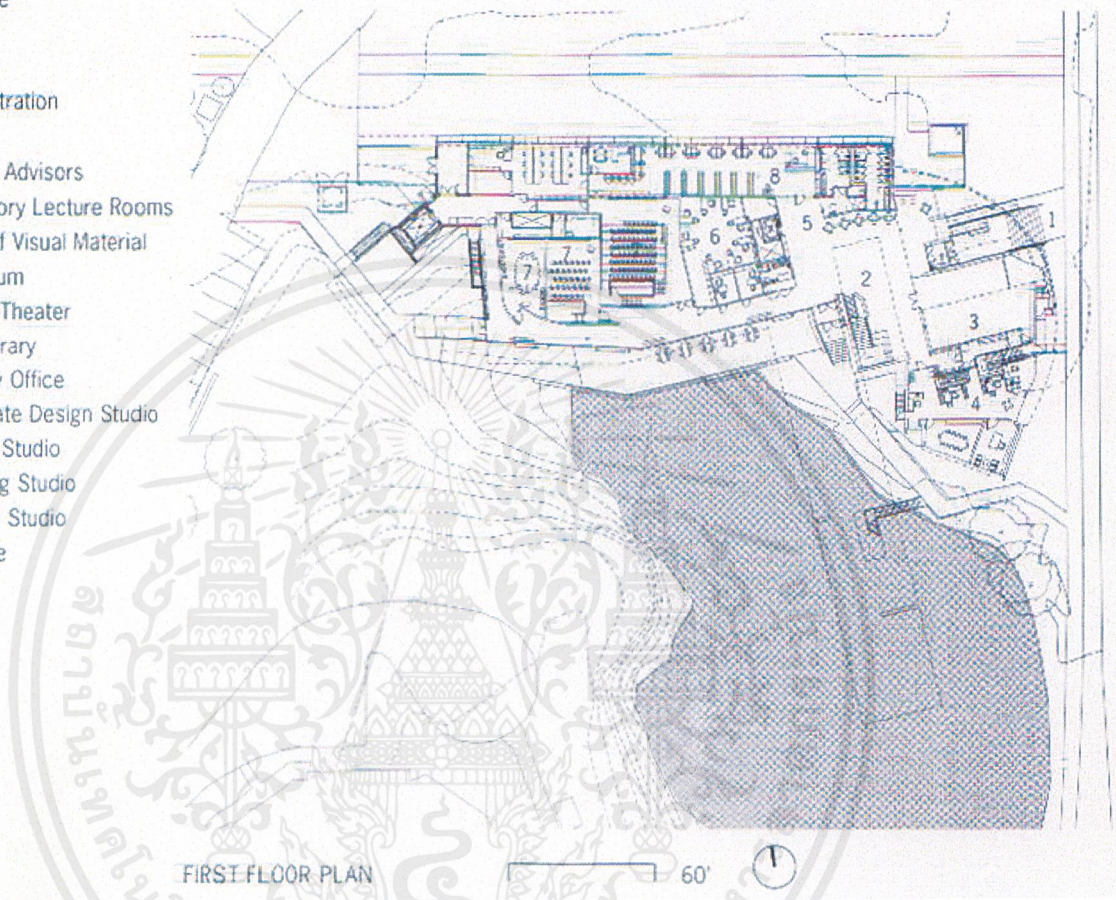 e
tration
Advisors
ory Lecture Rooms
f Visual Material
um
Theater
rary
y Office
ate Design Studio
Studio
g Studio
Studio
e
1
2
3
4
5
6
7
7
8
FIRST FLOOR PLAN
60'